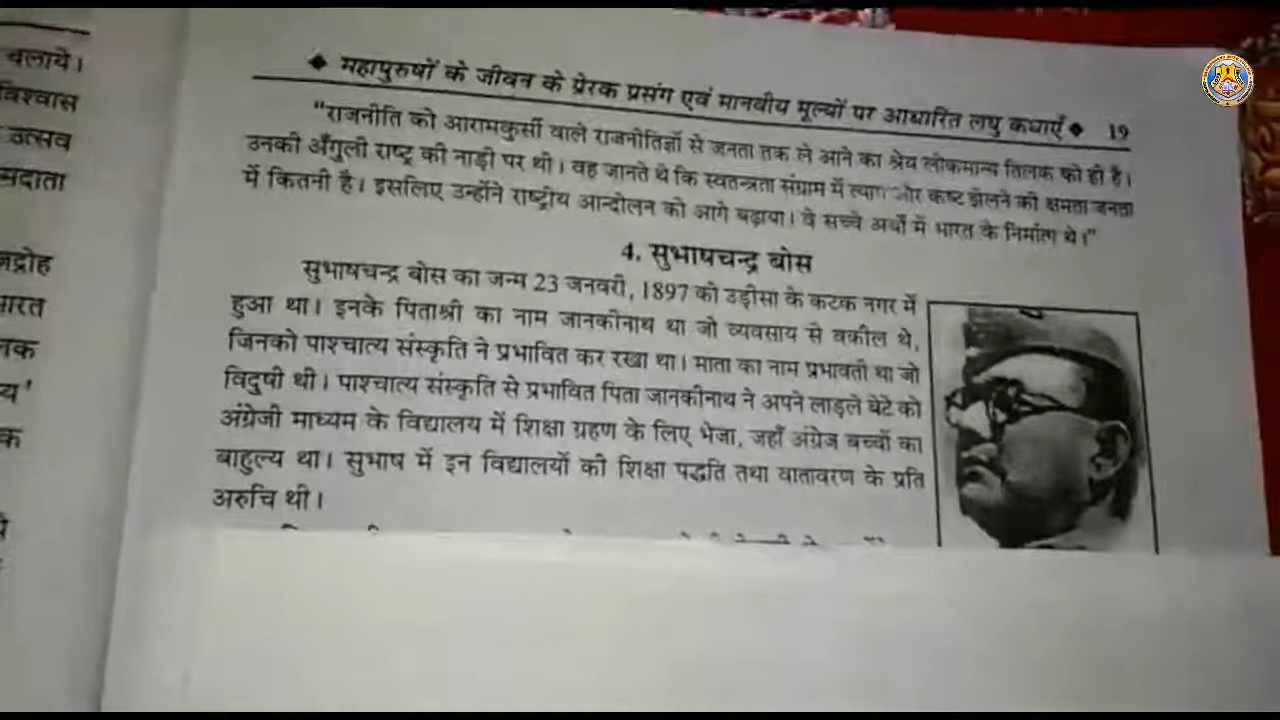 चलाये।
विश्वास
उत्सव
भारत
◆ महापुरुषों के जीवन के प्रेरक प्रसंग एवं मानवीय मूल्यों पर आधारित लघु कथाएँ ◆ 19
"राजनीति को आरामकुर्सी वाले राजनीतिज्ञों से जनता तक ले आने का श्रेय लोकमान्य तिलक को ही है।
उनकी अँगुली राष्ट्र की नाड़ी पर थी। वह जानते थे कि स्वतन्त्रता संग्राम में त्याग और कष्ट झेलने की क्षमता जनता
में कितनी है। इसलिए उन्होंने राष्ट्रीय आन्दोलन को आगे बढ़ाया। वे सच्चे अर्थों में भारत के निर्माता थे।"
4. सुभाषचन्द्र बोस
सुभाषचन्द्र बोस का जन्म 23 जनवरी, 1897 को उड़ीसा के कटक नगर में
हुआ था। इनके पिताश्री का नाम जानकीनाथ था जो व्यवसाय से वकील थे,
जिनको पाश्चात्य संस्कृति ने प्रभावित कर रखा था। माता का नाम प्रभावती था जो
विदुषी थी। पाश्चात्य संस्कृति से प्रभावित पिता जानकीनाथ ने अपने लाड़ले बेटे को
अंग्रेजी माध्यम के विद्यालय में शिक्षा ग्रहण के लिए भेजा, जहाँ अंग्रेज बच्चों का
बाहुल्य था। सुभाष में इन विद्यालयों की शिक्षा पद्धति तथा वातावरण के प्रति
अरुचि थी।